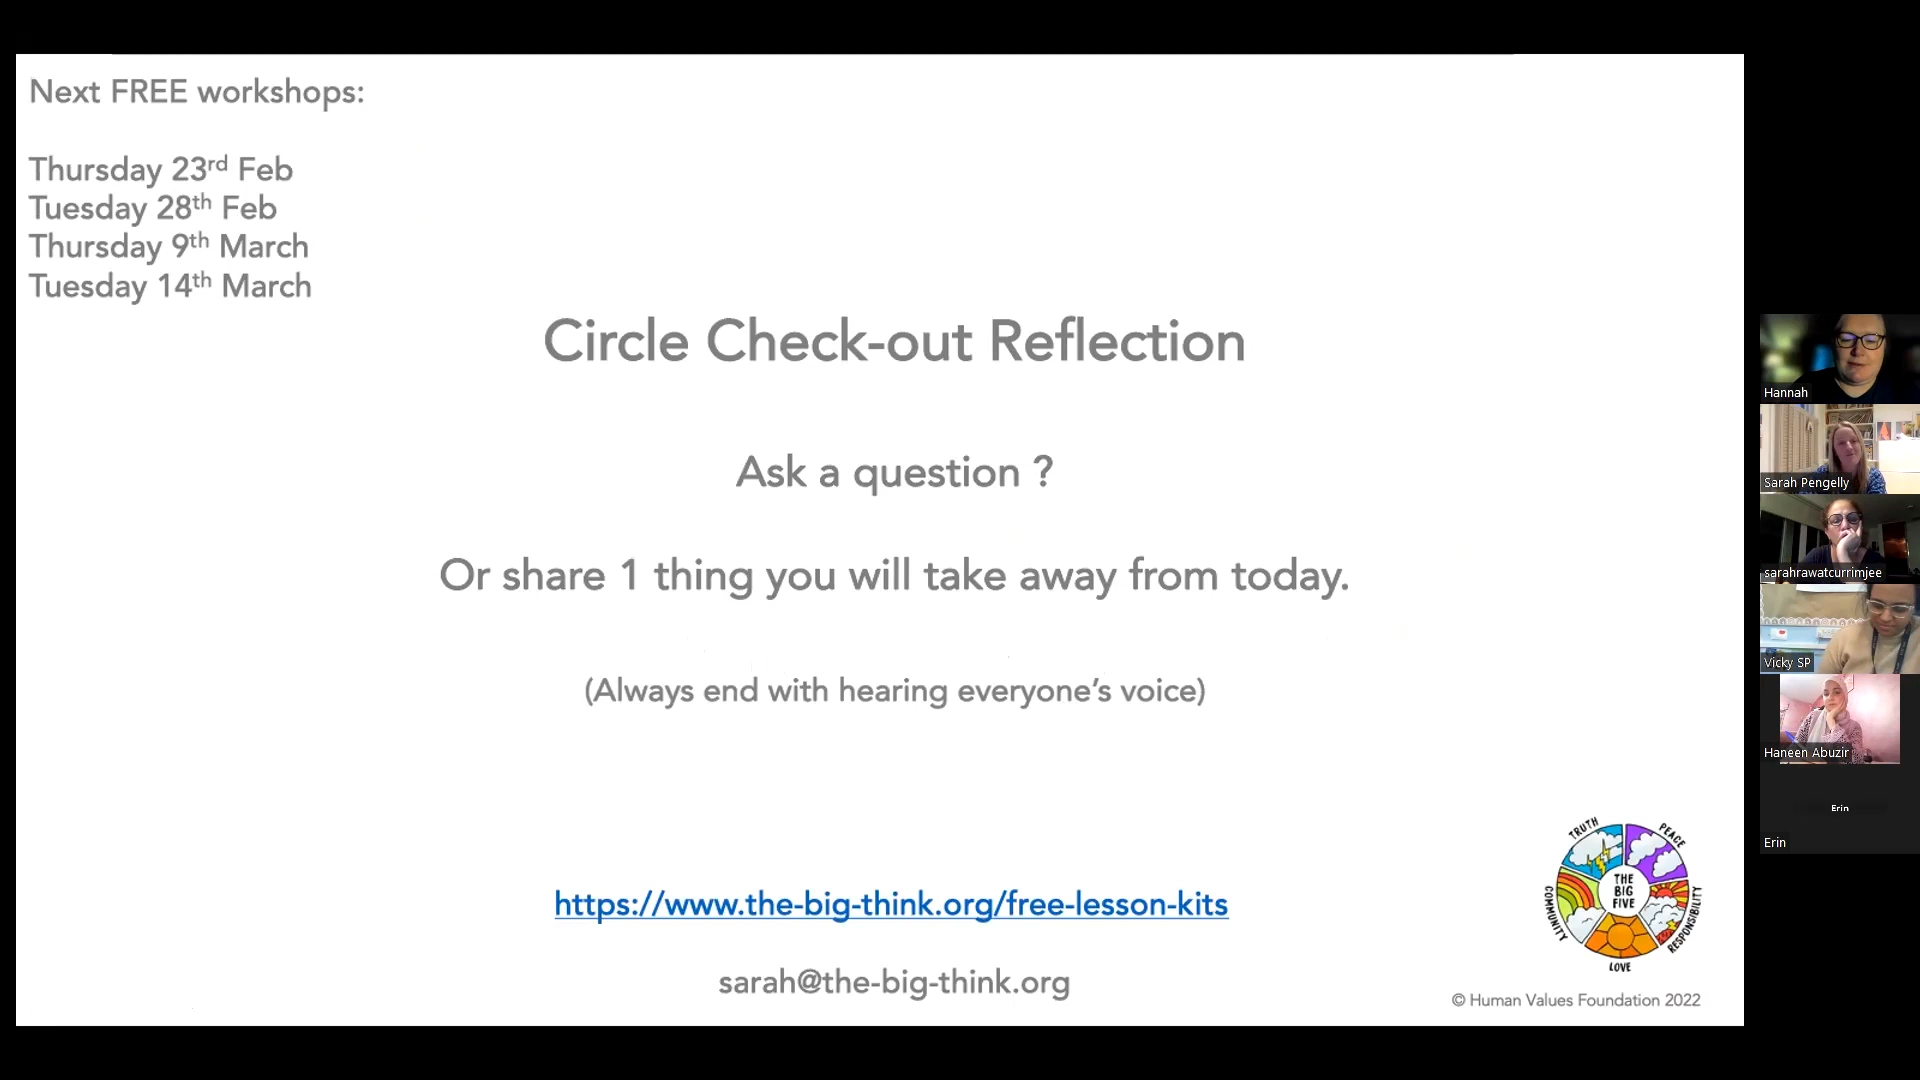 Next FREE workshops:
Thursday 23rd Feb
Tuesday 28th Feb
Thursday 9th March
Tuesday 14th March
Circle Check-out Reflection
Ask a question ?
Or share 1 thing you will take away from today.
(Always end with hearing everyone’s voice)
https://www.the-big-think.org/free-lesson-kits
sarah@the-big-think.org
TRUTH
PEACE
COMMUNITY
THE
BIG
FIVE
RESPONSIBILITY
LOVE
© Human Values Foundation 2022
Hannah
Sarah Pengelly
sarahrawatcurrimjee
Vicky SP
Haneen Abuzir
Erin
Erin